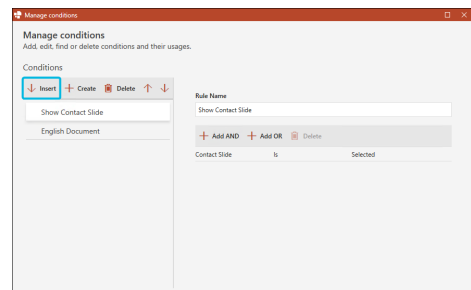 Manage conditions
Manage conditions
Add, edit, find or delete conditions and their usages.
Conditions
Insert Create Delete
Show Contact Slide
English Document
Rule Name
Show Contact Slide
Add AND Add OR Delete
Contact Slide Is Selected